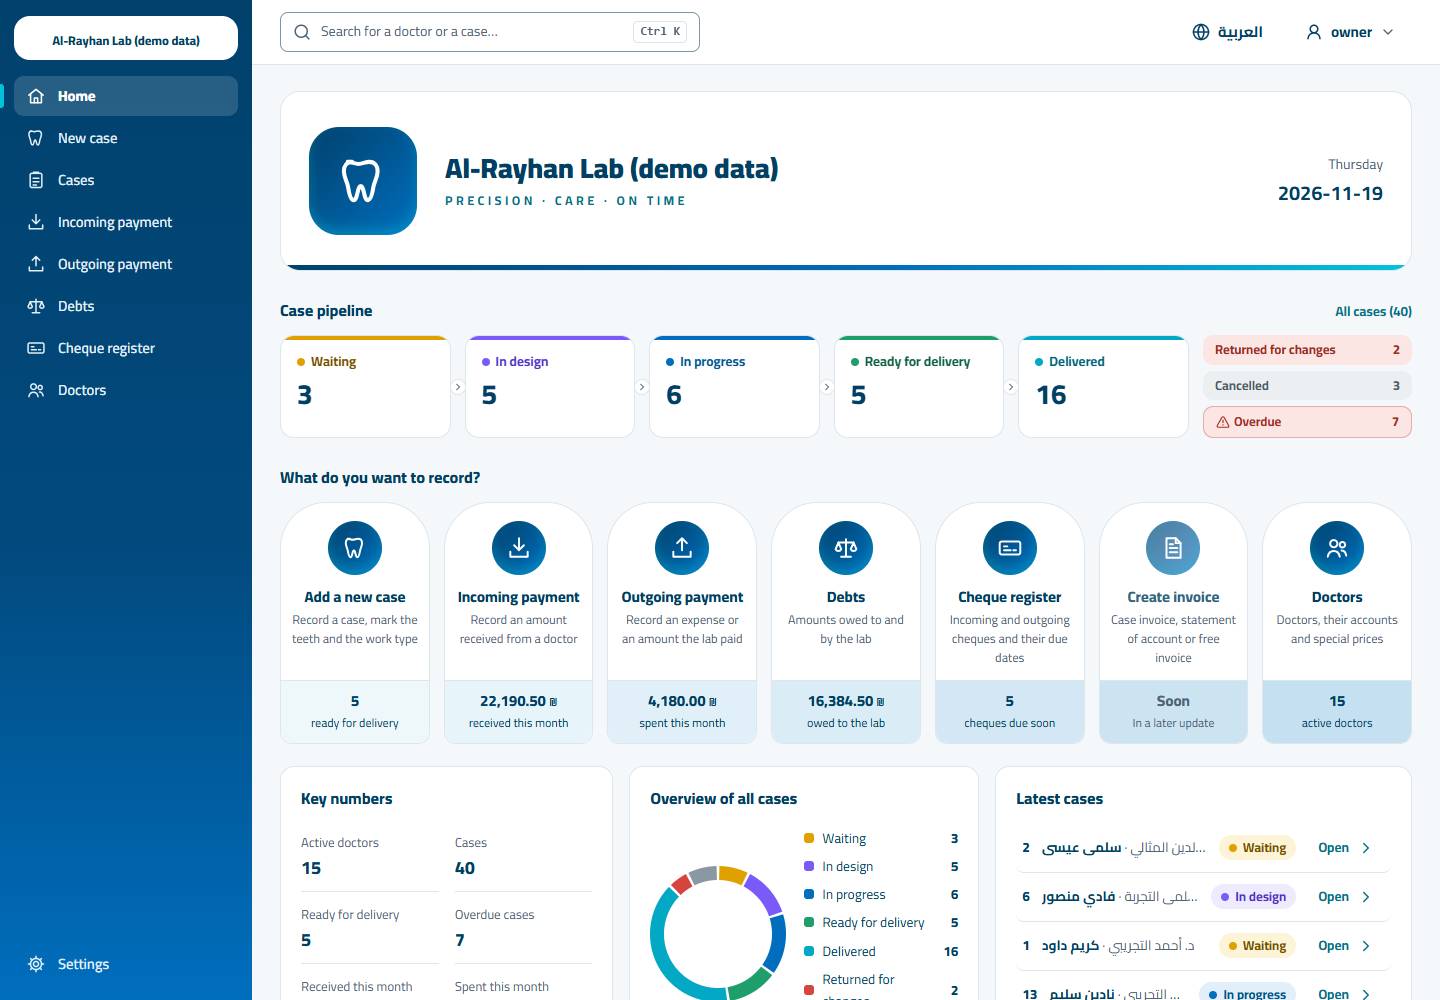 Al-Rayhan Lab (demo data)
Home
New case
Cases
Incoming payment
Outgoing payment
Debts
Cheque register
Doctors
Settings
Search for a doctor or a case...
Ctrl K
العربية
owner
Al-Rayhan Lab (demo data)
PRECISION · CARE · ON TIME
Thursday
2026-11-19
Case pipeline
All cases (40)
Waiting
3
In design
5
In progress
6
Ready for delivery
5
Delivered
16
Returned for changes 2
Cancelled 3
Overdue 7
What do you want to record?
Add a new case
Record a case, mark the
teeth and the work type
5
ready for delivery
Incoming payment
Record an amount
received from a doctor
22,190.50 ₪
received this month
Outgoing payment
Record an expense or
an amount the lab paid
4,180.00 ₪
spent this month
Debts
Amounts owed to and
by the lab
16,384.50 ₪
owed to the lab
Cheque register
Incoming and outgoing
cheques and their due
dates
5
cheques due soon
Create invoice
Case invoice, statement
of account or free
invoice
Soon
In a later update
Doctors
Doctors, their accounts
and special prices
15
active doctors
Key numbers
Active doctors
15
Cases
40
Ready for delivery
5
Overdue cases
7
Received this month
Spent this month
Overview of all cases
Waiting 3
In design 5
In progress 6
Ready for delivery 5
Delivered 16
Returned for
changes 2
Latest cases
2 سلمى عيسى · لدين المثالي... Waiting Open
6 فادي منصور · لمى التجربة... In design Open
1 كريم داود · د. أحمد التجريبي Waiting Open
13 نادين سليم · التجريبي ... In progress Open